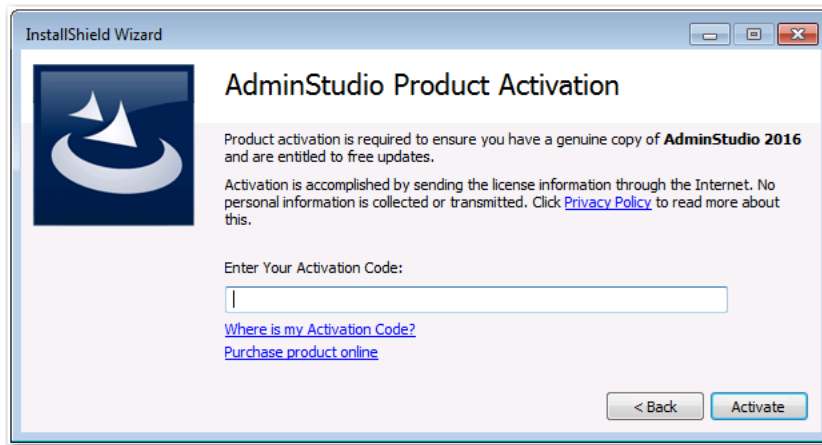 InstallShield Wizard
AdminStudio Product Activation
Product activation is required to ensure you have a genuine copy of AdminStudio 2016
and are entitled to free updates.
Activation is accomplished by sending the license information through the Internet. No
personal information is collected or transmitted. Click Privacy Policy to read more about
this.
Enter Your Activation Code:
Where is my Activation Code?
Purchase product online
< Back
Activate